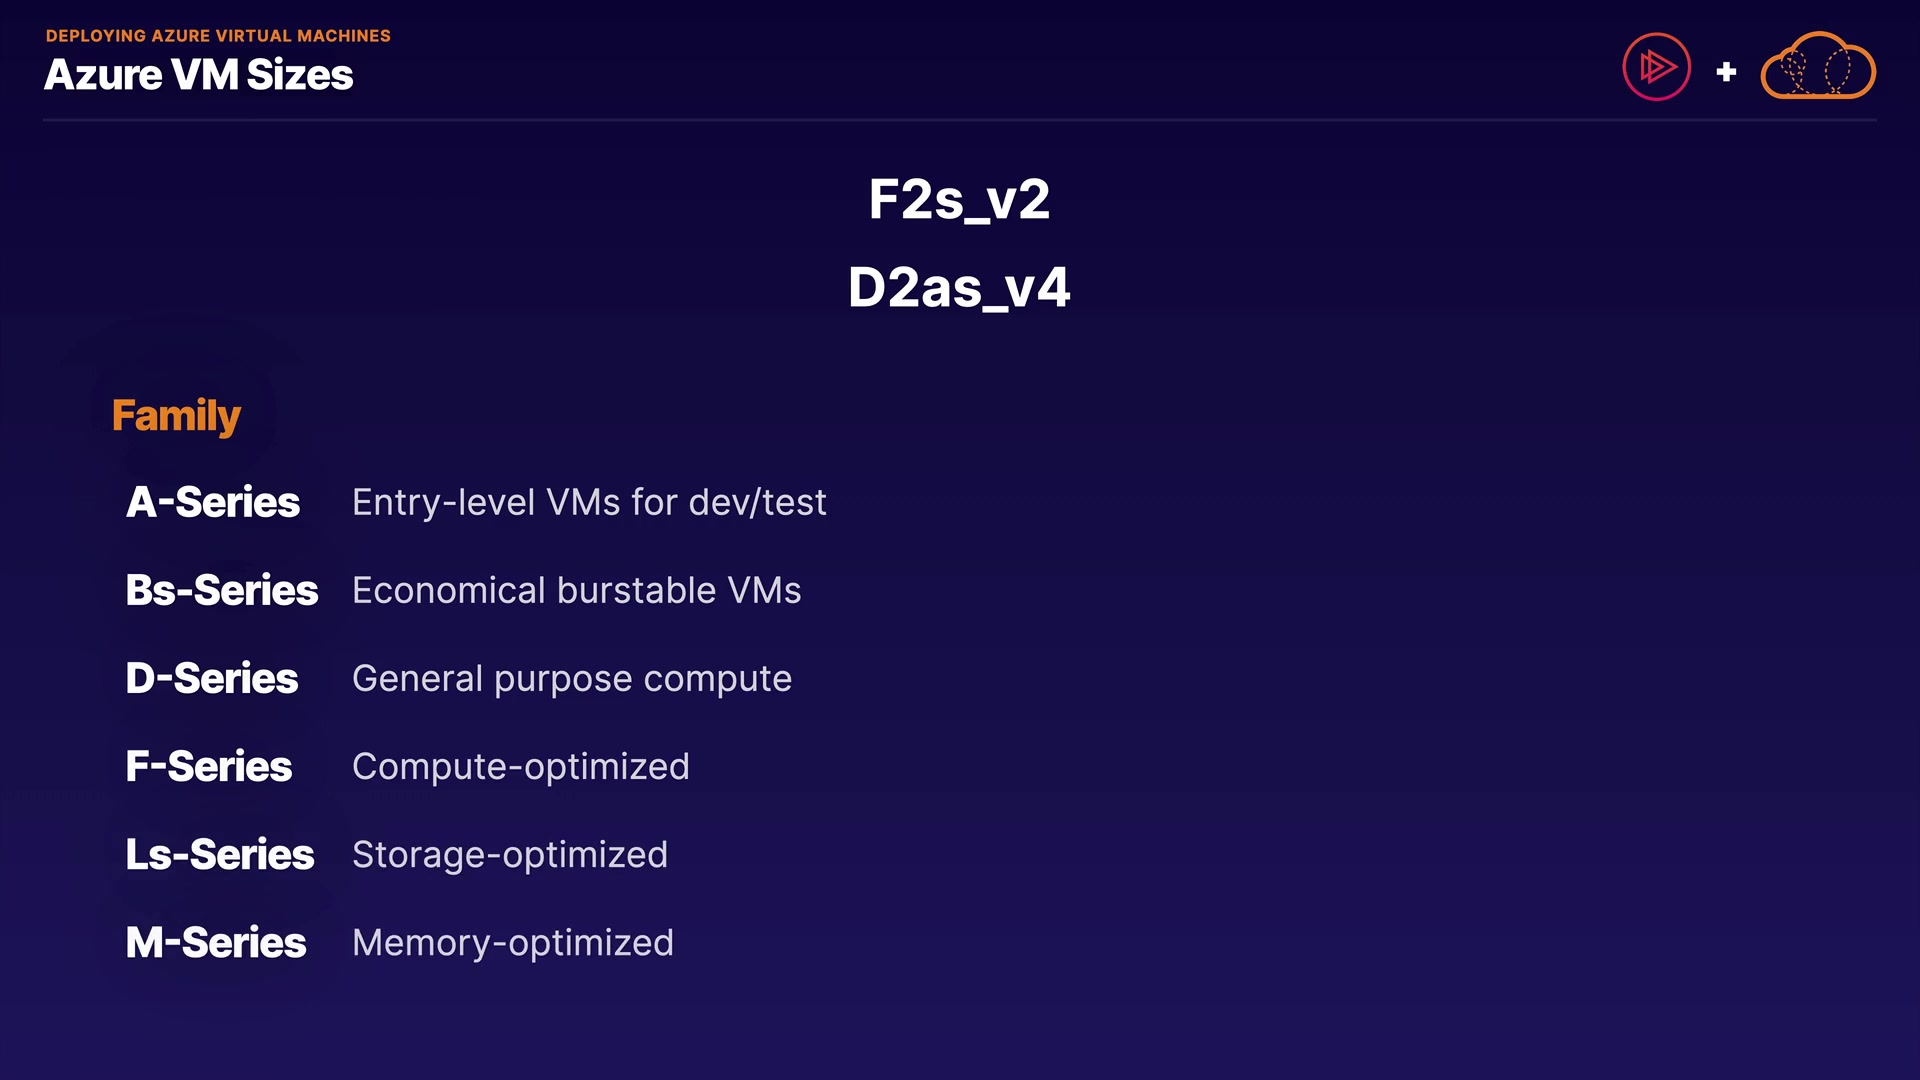 DEPLOYING AZURE VIRTUAL MACHINES
Azure VM Sizes
+
F2s_v2
D2as_v4
Family
A-Series Entry-level VMs for dev/test
Bs-Series Economical burstable VMs
D-Series General purpose compute
F-Series Compute-optimized
Ls-Series Storage-optimized
M-Series Memory-optimized